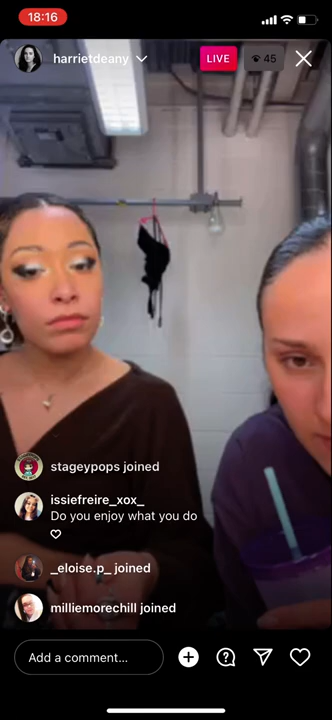 18:16
harrietdeany
LIVE
45
stageypops joined
issiefreire_xox_
Do you enjoy what you do
♡
_eloise.p_ joined
milliemorechill joined
Add a comment...